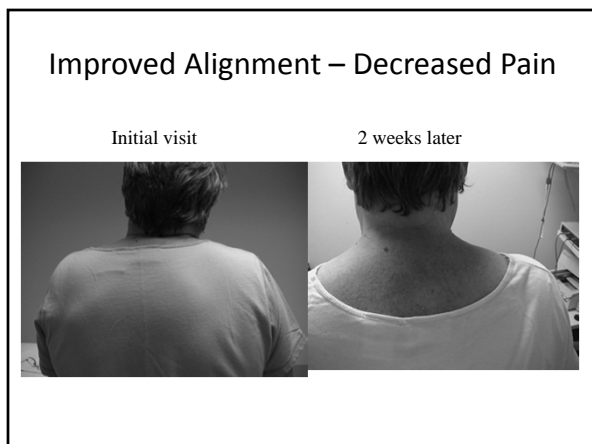 Improved Alignment – Decreased Pain
Initial visit
2 weeks later